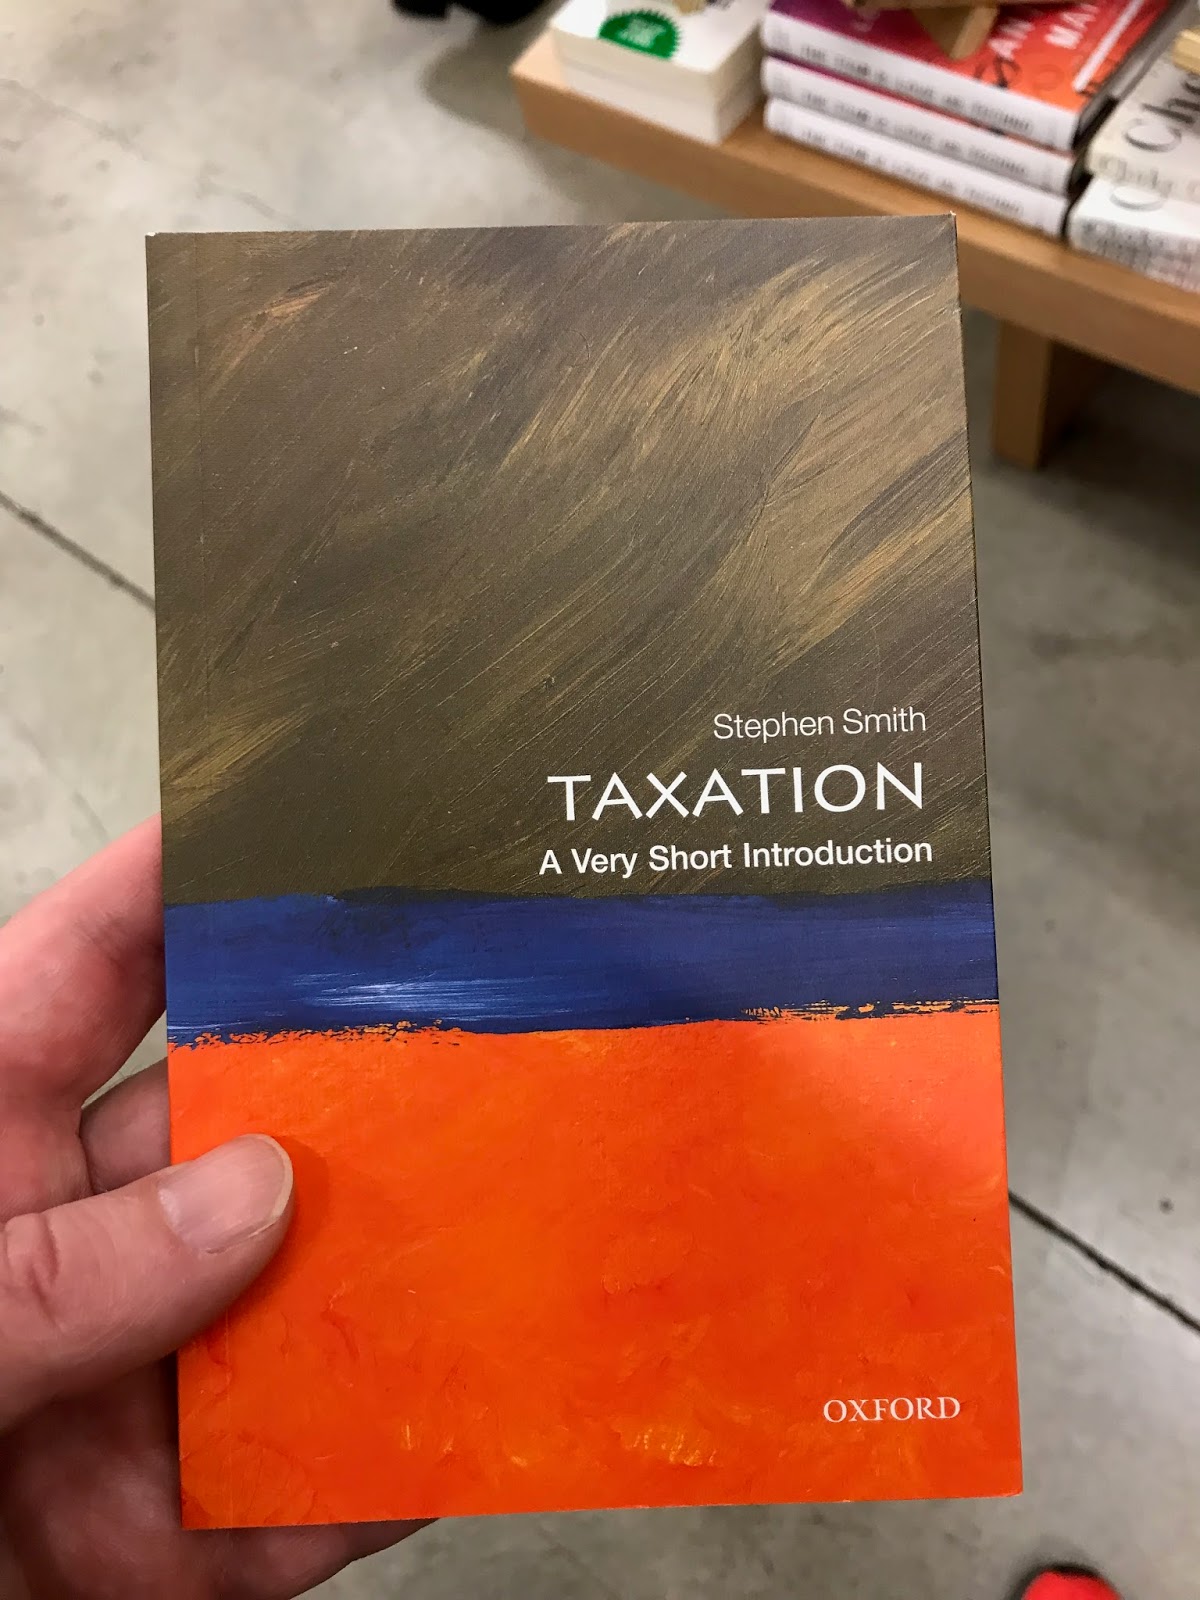 Stephen Smith
TAXATION
A Very Short Introduction
OXFORD